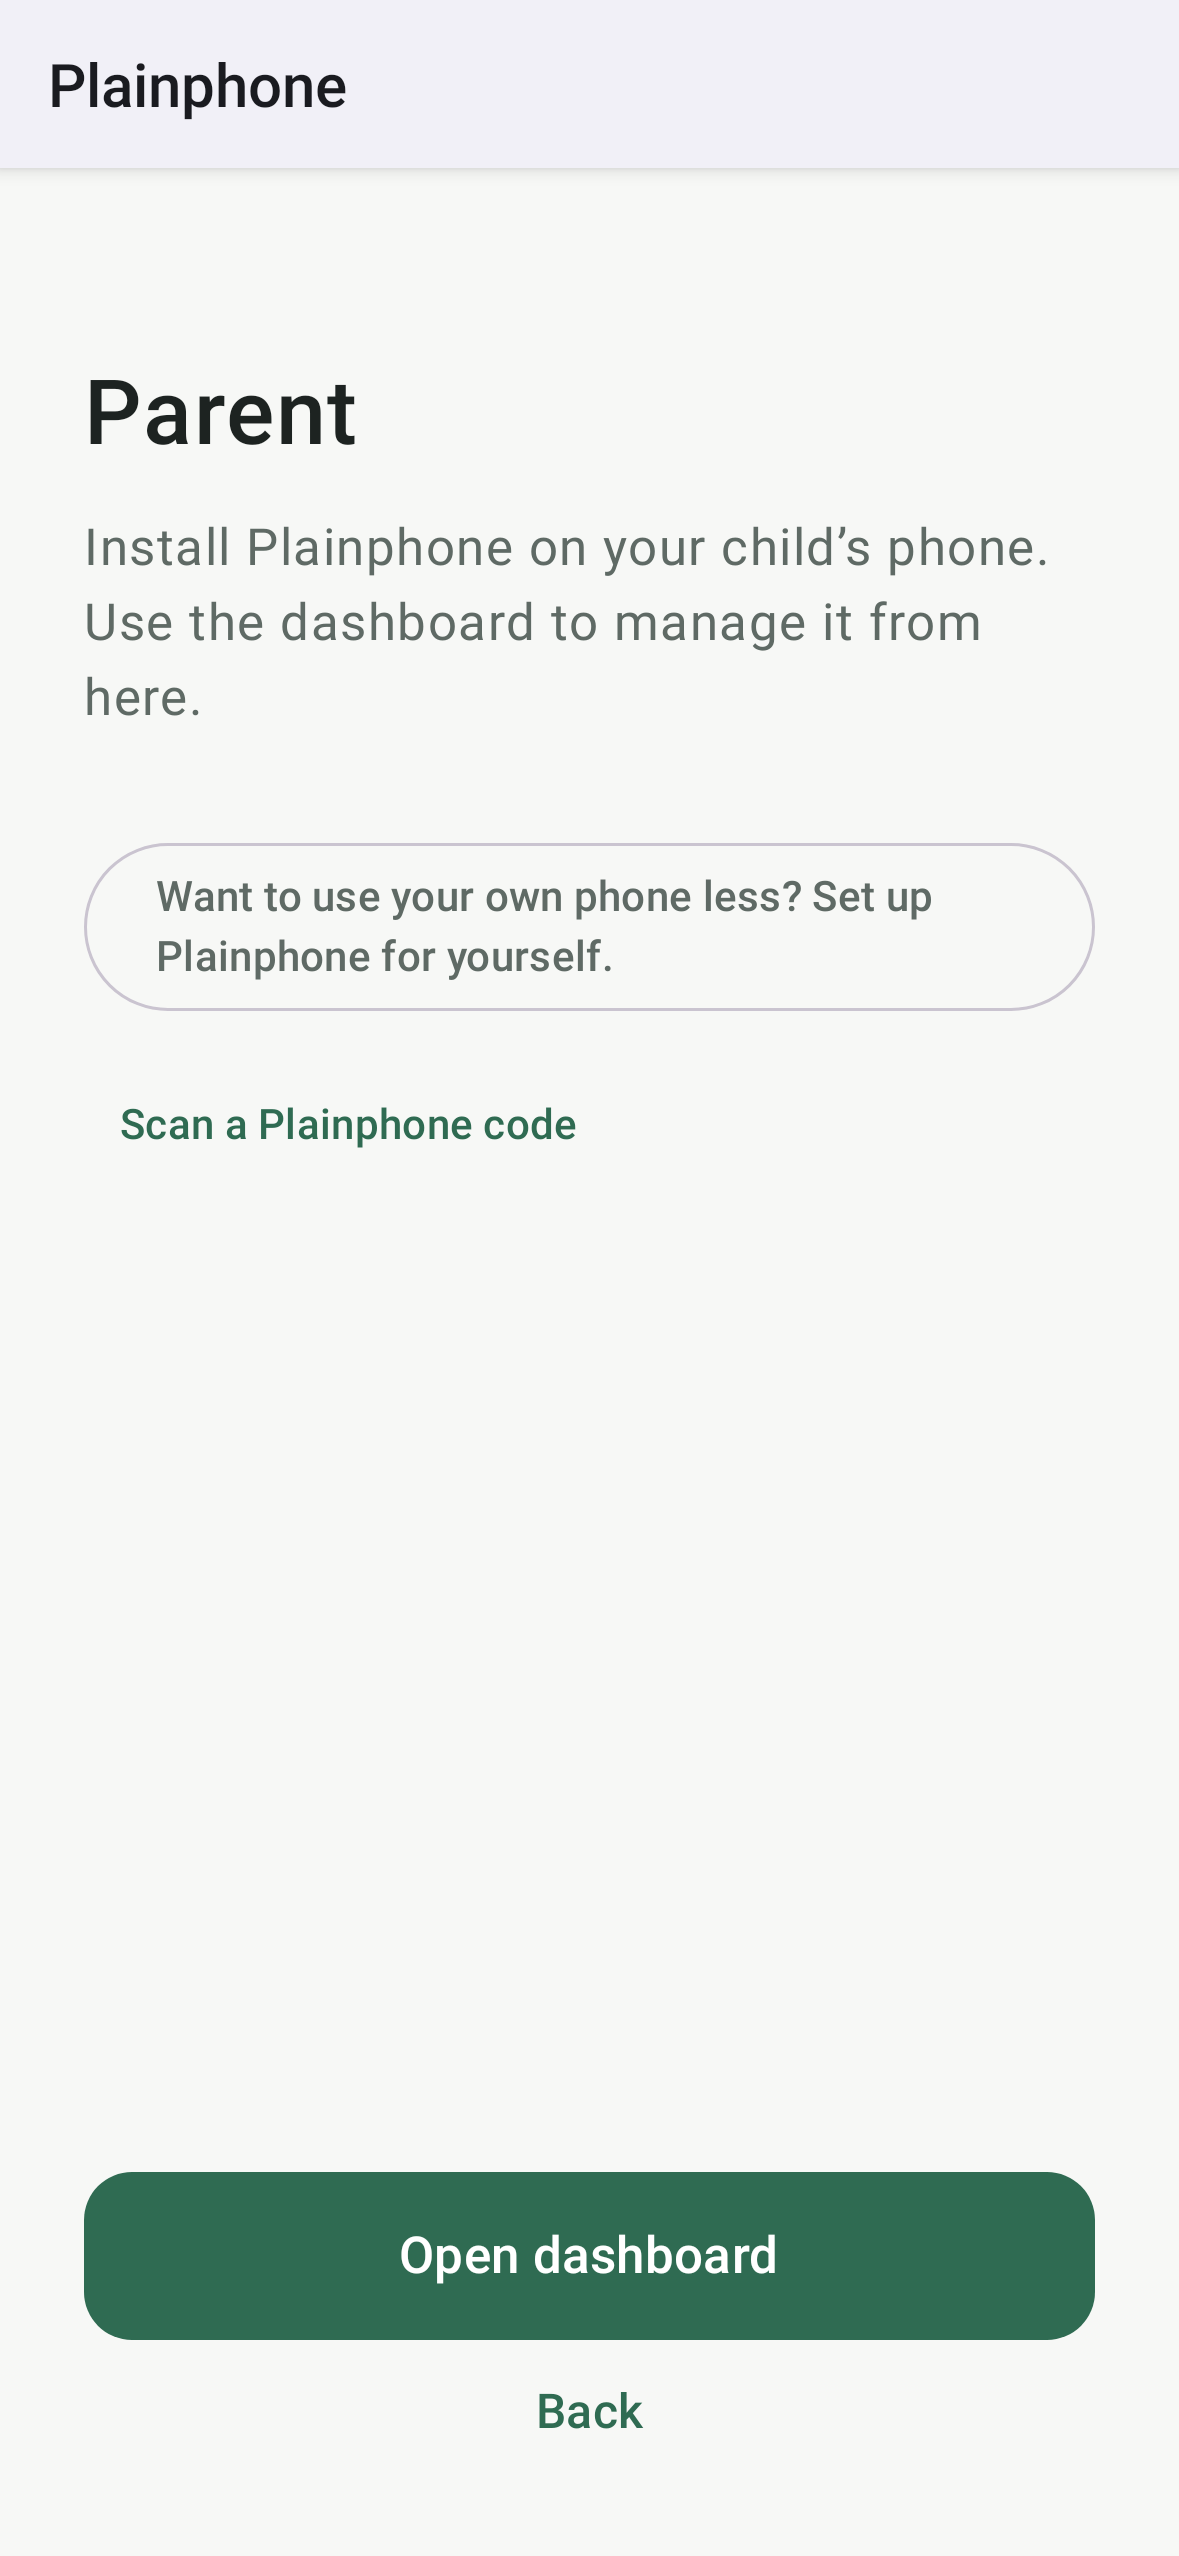 Plainphone
Parent
Install Plainphone on your child’s phone.
Use the dashboard to manage it from
here.
Want to use your own phone less? Set up
Plainphone for yourself.
Scan a Plainphone code
Open dashboard
Back